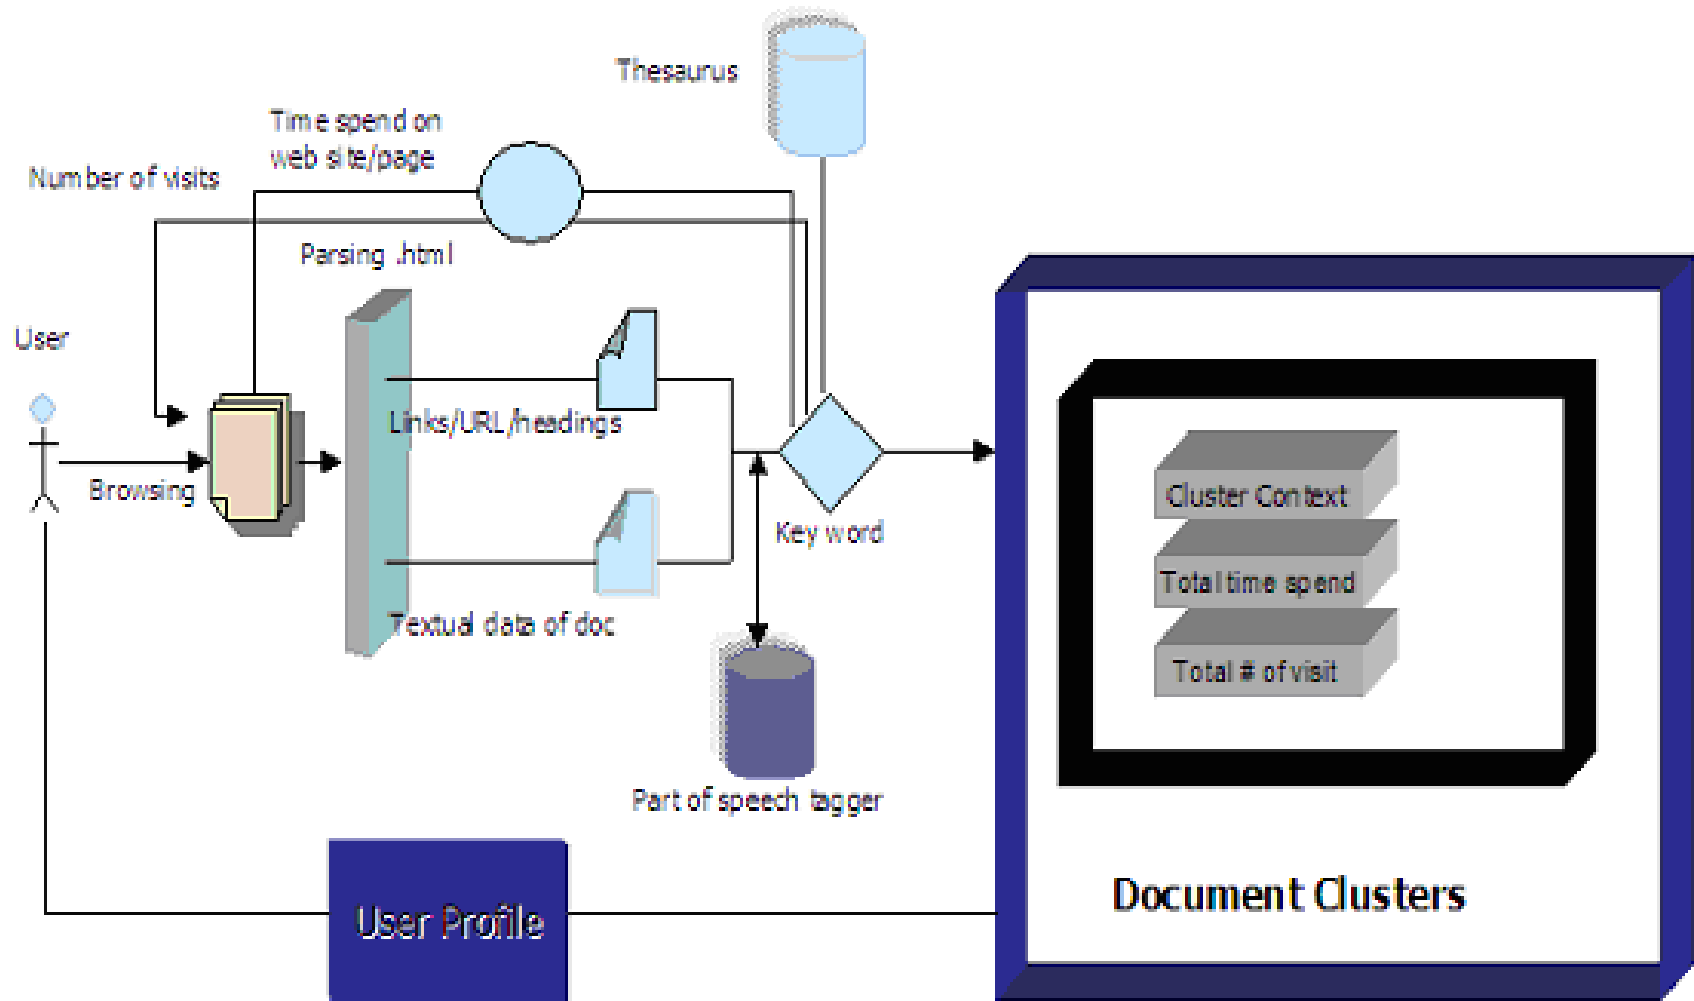 Thesaurus
Time spend on
web site/page
Number of visits
Parsing .html
User
Links/URL/headings
Browsing
Key word
Textual data of doc
Part of speech tagger
Cluster Context
Total time spend
Total # of visit
Document Clusters
User Profile